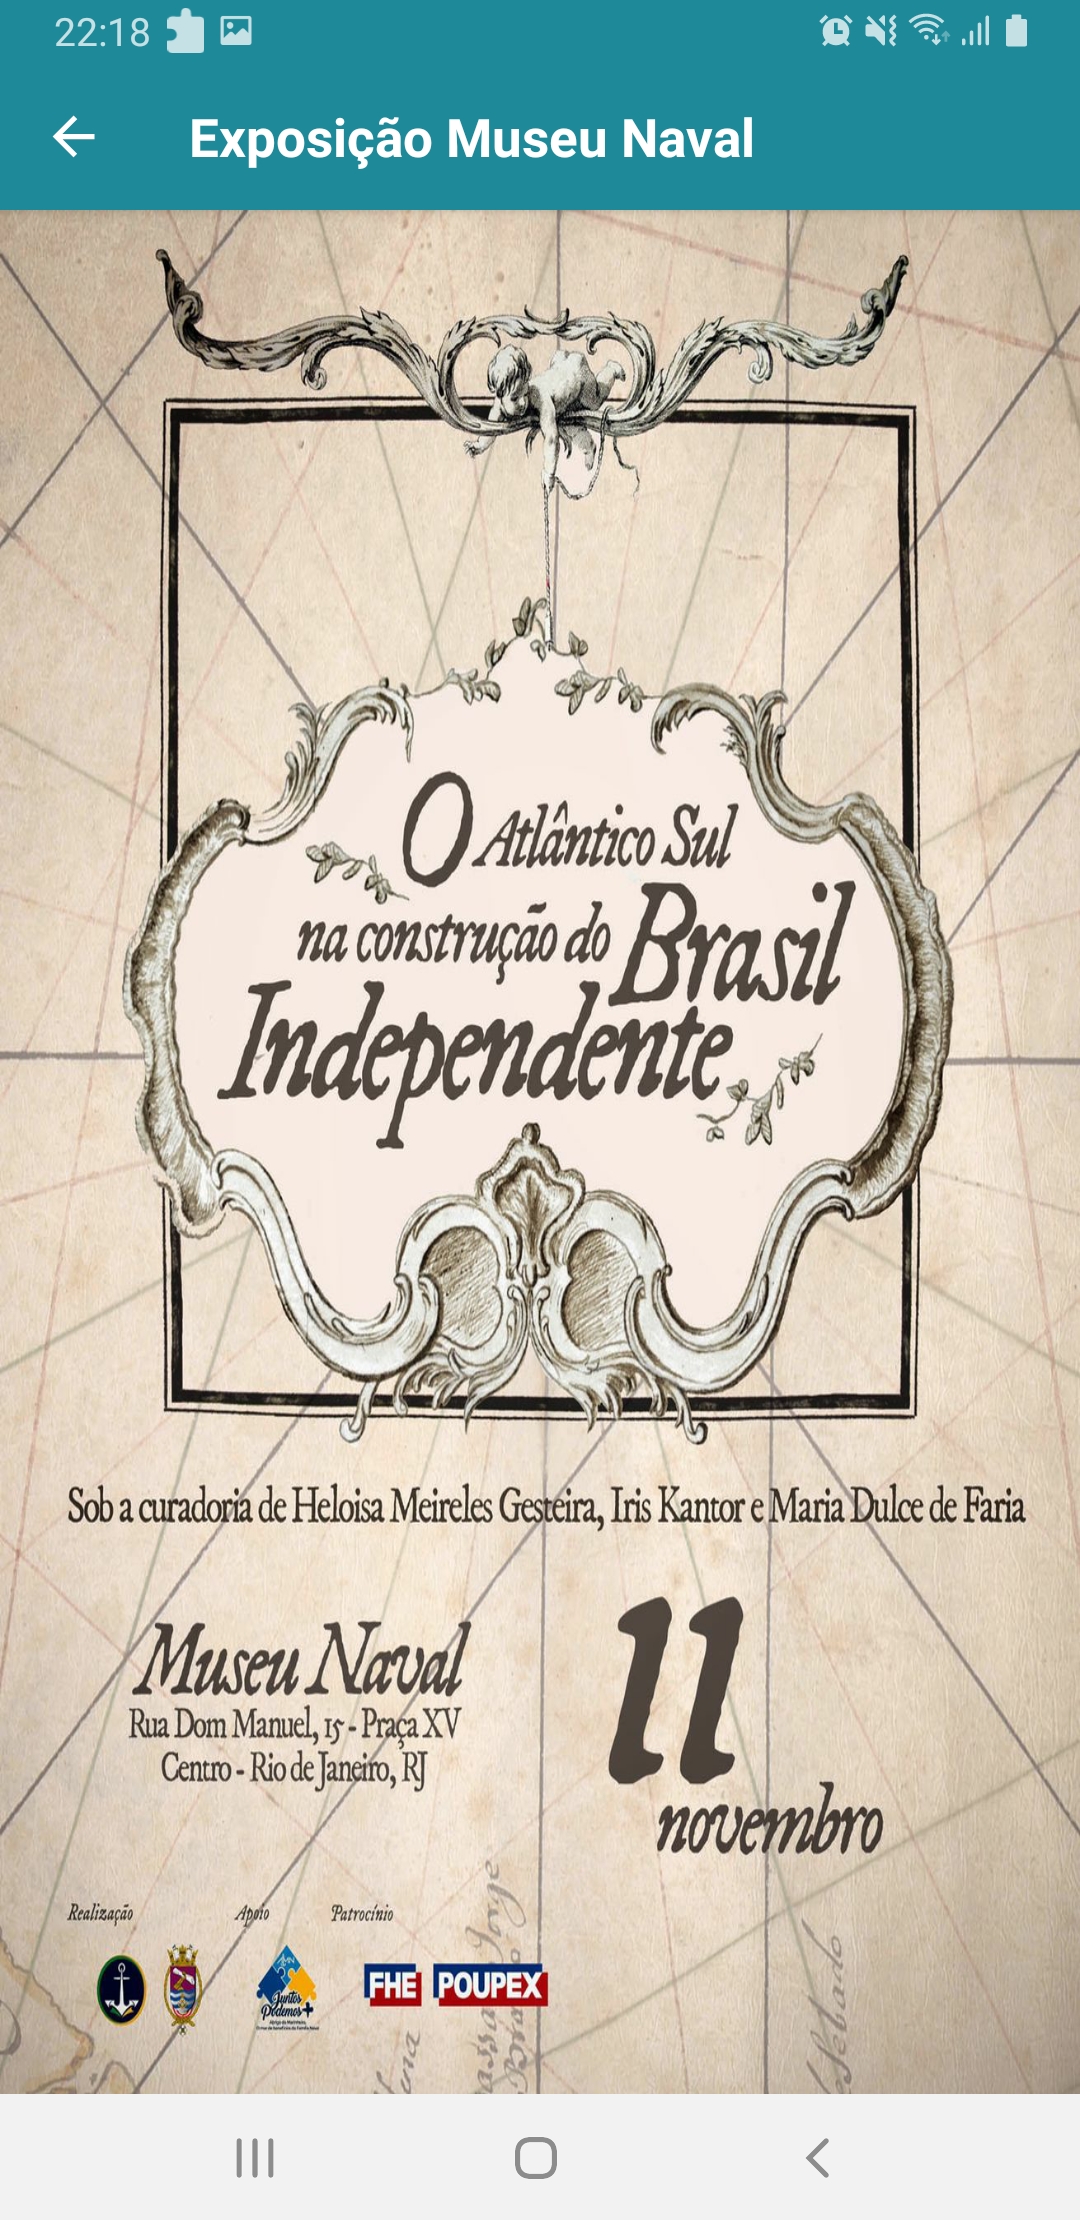 22:18
Exposição Museu Naval
O Atlântico Sul
na construção do Brasil
Independente
Sob a curadoria de Heloisa Meireles Gesteira, Iris Kantor e Maria Dulce de Faria
Museu Naval
Rua Dom Manuel, 15 - Praça XV
Centro - Rio de Janeiro, RJ
11
novembro
Realização
Apoio
Patrocínio
Juntos
Podemos+
FHE POUPEX